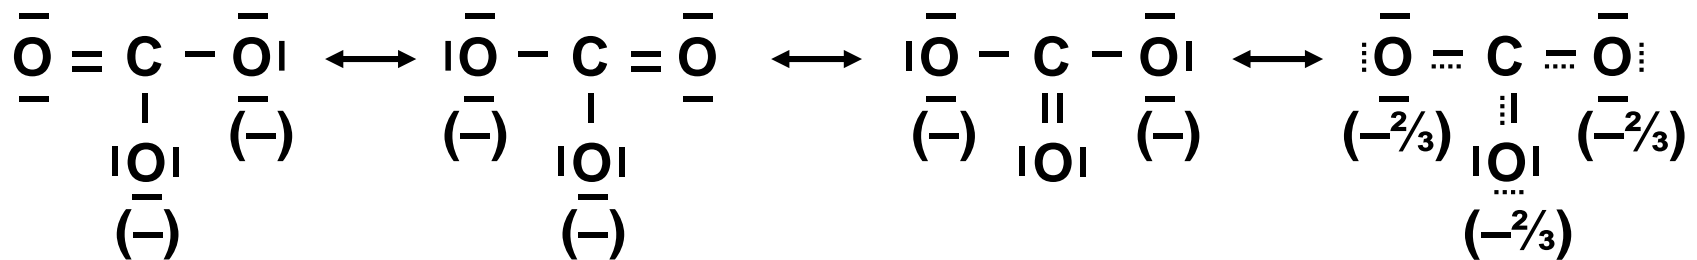 O = C – O ↔ O – C = O ↔ O – C – O ↔ O – C – O
(–) (–) (–) (–) (–⅔) (–⅔)
O O O O
(–) (–) (–⅔)